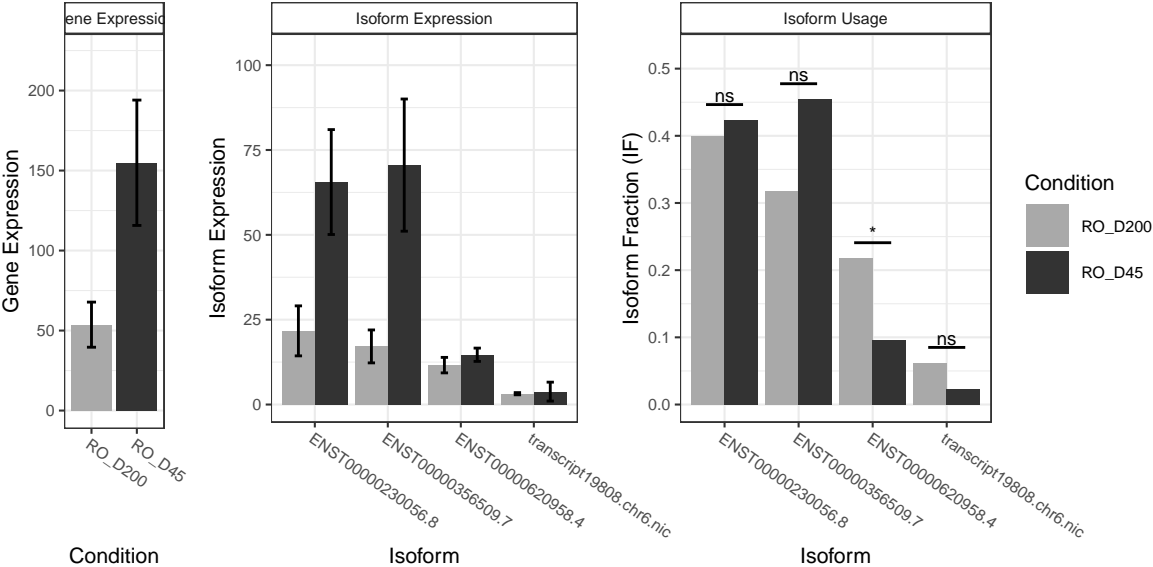 ene Expressio
Gene Expression
200
150
100
50
0
RO_D200
RO_D45
Condition
Isoform Expression
Isoform Expression
100
75
50
25
0
ENST00000230056.8
ENST00000356509.7
ENST00000620958.4
transcript19808.chr6.nic
Isoform
Isoform Usage
Isoform Fraction (IF)
0.5
0.4
0.3
0.2
0.1
0.0
ns
ns
*
ns
ENST00000230056.8
ENST00000356509.7
ENST00000620958.4
transcript19808.chr6.nic
Isoform
Condition
RO_D200
RO_D45